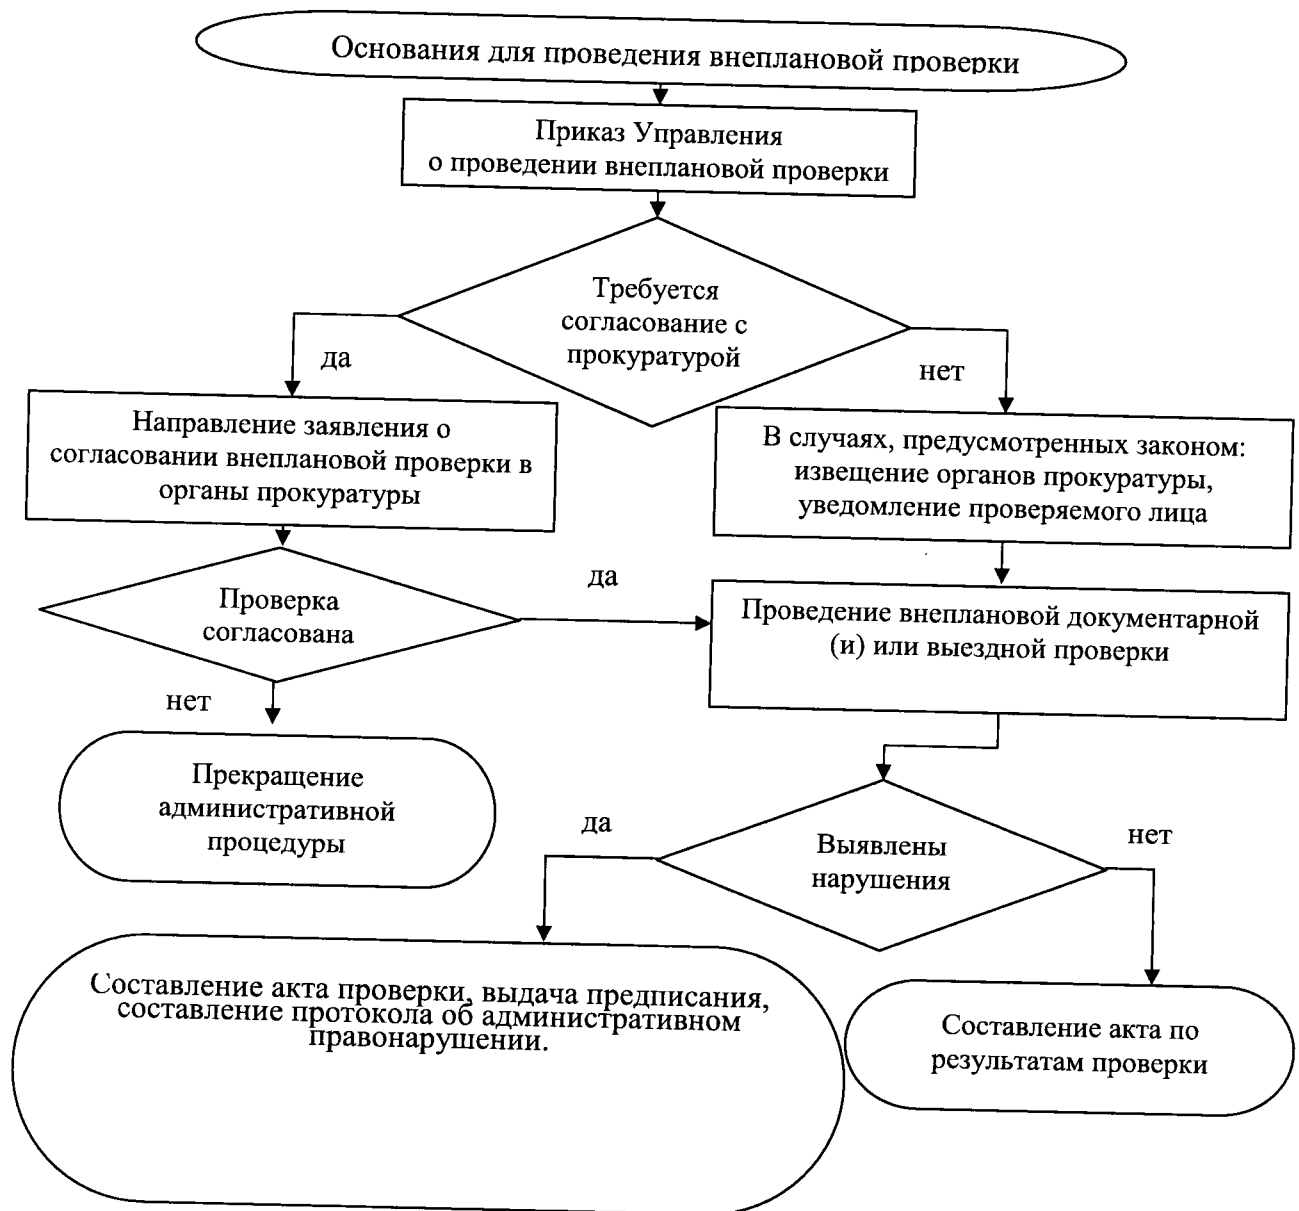 Основания для проведения внеплановой проверки
Приказ Управления
о проведении внеплановой проверки
Требуется
согласование с
прокуратурой
да
нет
Направление заявления о
согласовании внеплановой проверки в
органы прокуратуры
В случаях, предусмотренных законом:
извещение органов прокуратуры,
уведомление проверяемого лица
Проверка
согласована
да
Проведение внеплановой документарной
(и) или выездной проверки
нет
Прекращение
административной
процедуры
Выявлены
нарушения
да
нет
Составление акта проверки, выдача предписания,
составление протокола об административном
правонарушении.
Составление акта по
результатам проверки